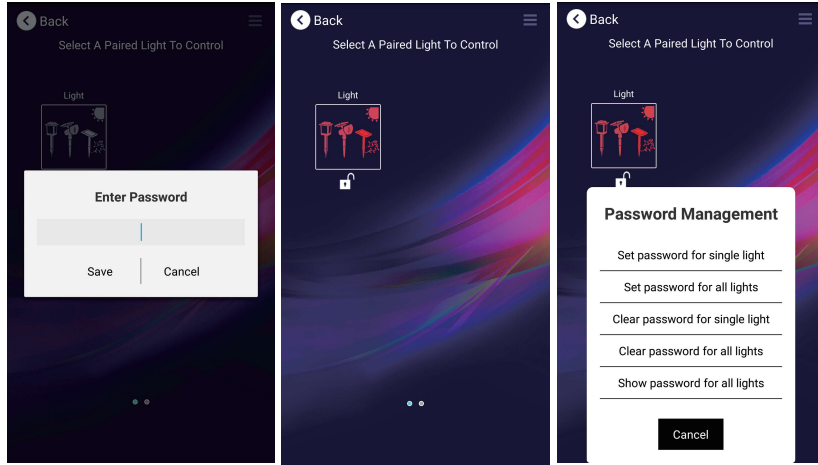 Back
Select A Paired Light To Control
Light
Enter Password
Save
Cancel
Back
Select A Paired Light To Control
Light
Back
Select A Paired Light To Control
Light
Password Management
Set password for single light
Set password for all lights
Clear password for single light
Clear password for all lights
Show password for all lights
Cancel